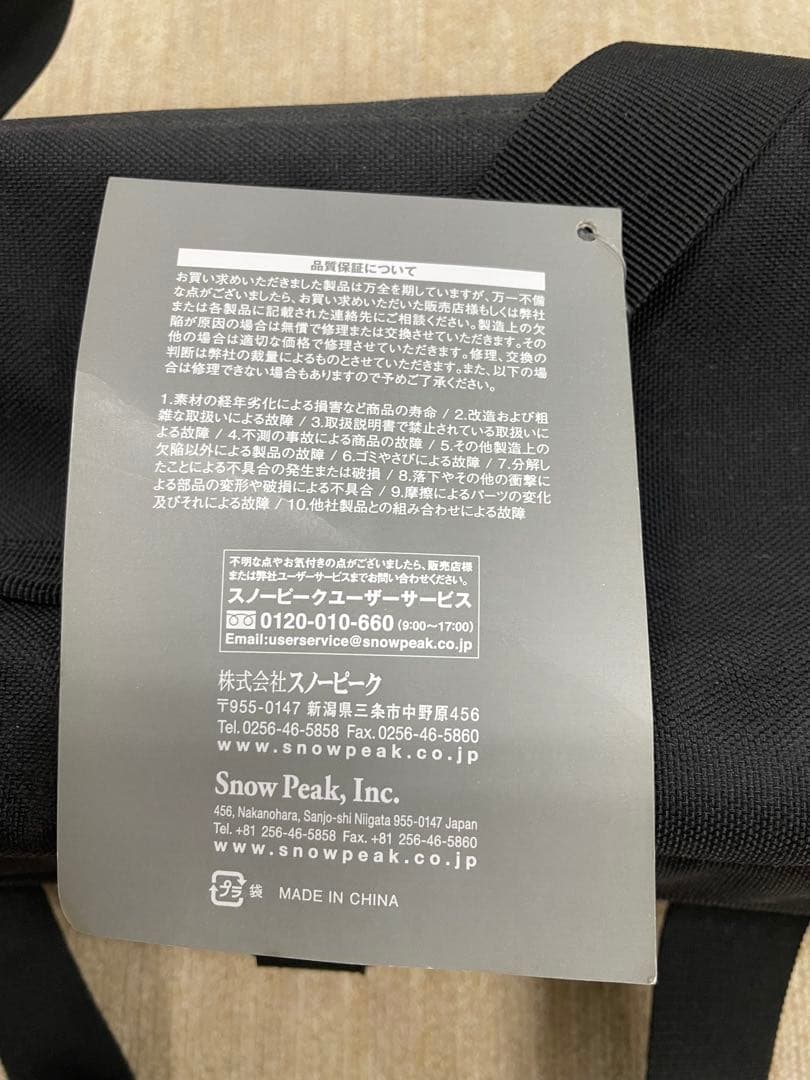 品質保証について
お買い求めいただきました製品は万全を期していますが、万一不備
な点がございましたら、お買い求めいただいた販売店様もしくは弊社
または各製品に記載された連絡先にご相談ください。製造上の欠
陥が原因の場合は無償で修理または交換させていただきます。その
他の場合は適切な価格で修理させていただきます。修理、交換の
判断は弊社の裁量によるものとさせていただきます。また、以下の場
合は修理できない場合もありますので予めご了承ください。
1.素材の経年劣化による損害など商品の寿命 / 2.改造および粗
雑な取扱いによる故障 / 3.取扱説明書で禁止されている取扱いに
よる故障 / 4.不測の事故による商品の故障 / 5.その他製造上の
欠陥以外による製品の故障 / 6.ゴミやさびによる故障 / 7.分解し
たことによる不具合の発生または破損 / 8.落下やその他の衝撃に
よる部品の変形や破損による不具合 / 9.摩擦によるパーツの変化
及びそれによる故障 / 10.他社製品との組み合わせによる故障
不明な点やお気付きの点がございましたら、販売店様
または弊社ユーザーサービスまでお問い合わせください。
スノーピークユーザーサービス
0120-010-660 (9:00〜17:00)
Email:userservice@snowpeak.co.jp
株式会社スノーピーク
〒955-0147 新潟県三条市中野原456
Tel.0256-46-5858 Fax.0256-46-5860
www.snowpeak.co.jp
Snow Peak, Inc.
456, Nakanohara, Sanjo-shi Niigata 955-0147 Japan
Tel. +81 256-46-5858 Fax. +81 256-46-5860
www.snowpeak.co.jp
プラ 袋 MADE IN CHINA